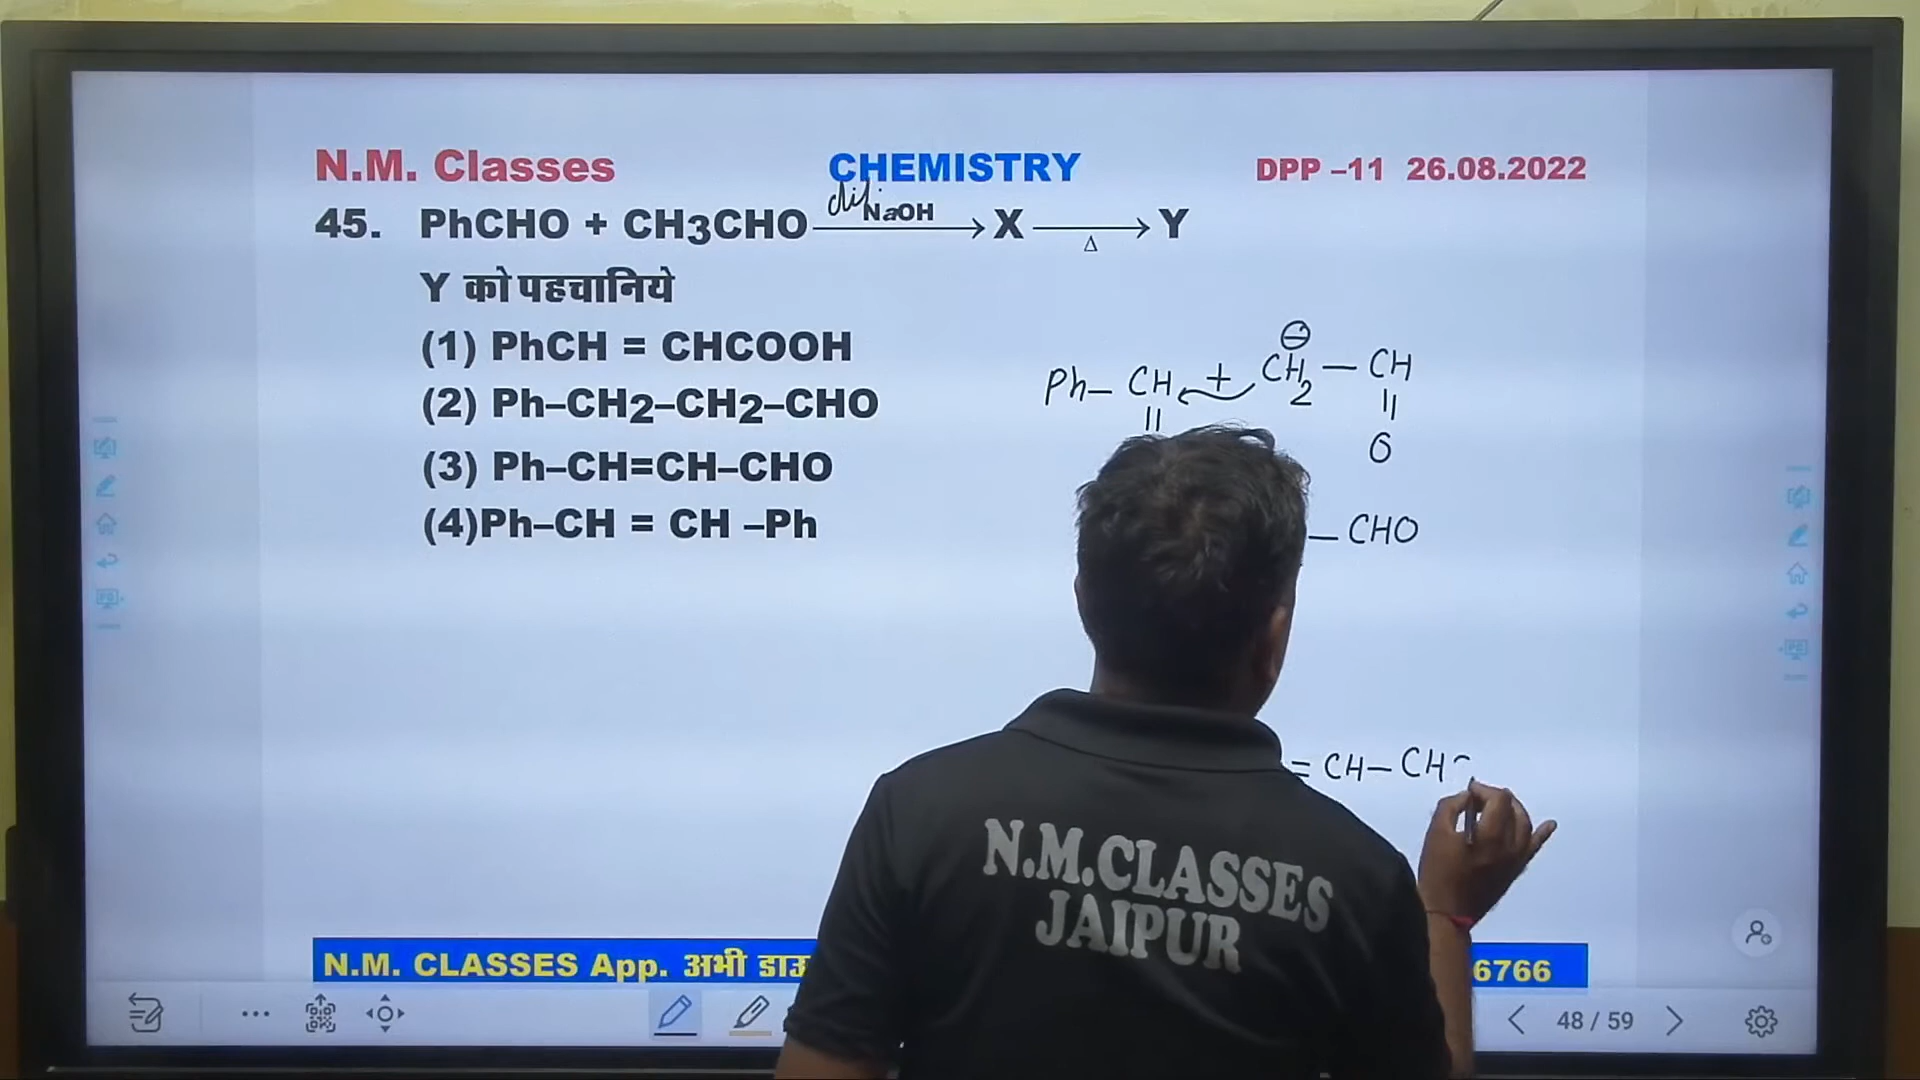 N.M. Classes CHEMISTRY DPP –11 26.08.2022
dil.
45. PhCHO + CH3CHO NaOH → X Δ → Y
Y को पहचानिये
(1) PhCH = CHCOOH
(2) Ph–CH2–CH2–CHO
(3) Ph–CH=CH–CHO
(4)Ph–CH = CH –Ph
⊖
Ph– CH + CH2 – CH
|| ||
O
– CHO
= CH – CH
N.M.CLASSES
JAIPUR
N.M. CLASSES App. अभी 6766
48 / 59